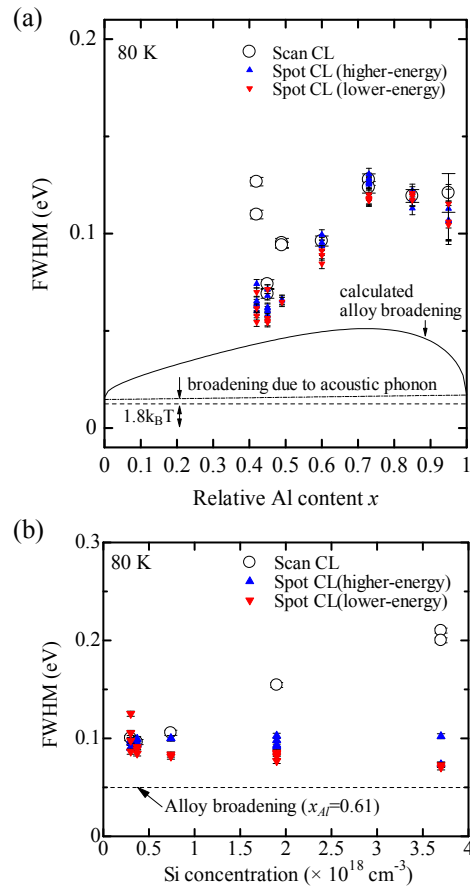 (a)
0.2
80 K
Scan CL
Spot CL (higher-energy)
Spot CL (lower-energy)
FWHM (eV)
0.1
calculated
alloy broadening
broadening due to acoustic phonon
1.8k_BT
0
0 0.1 0.2 0.3 0.4 0.5 0.6 0.7 0.8 0.9 1
Relative Al content x
(b)
0.3
80 K
Scan CL
Spot CL(higher-energy)
Spot CL(lower-energy)
FWHM (eV)
0.2
0.1
Alloy broadening (x_Al=0.61)
0.0
0 0.5 1 1.5 2 2.5 3 3.5 4
Si concentration (× 10^18 cm^-3)